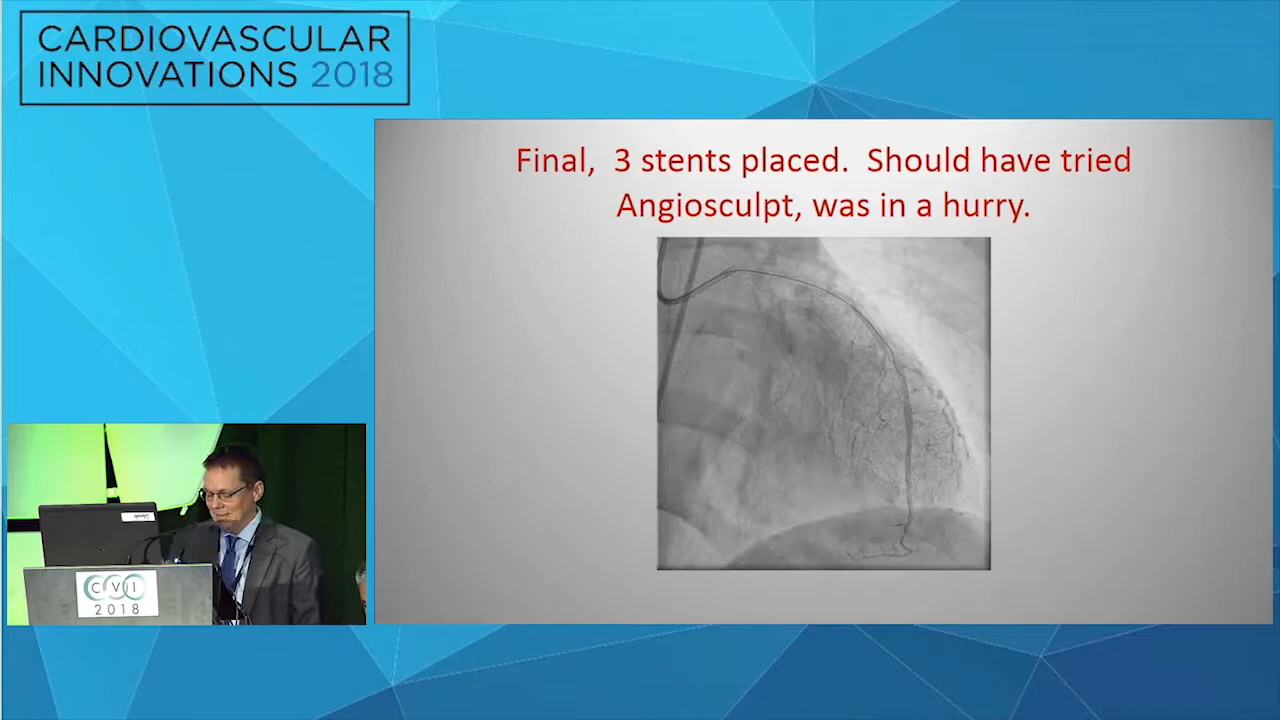 CARDIOVASCULAR
INNOVATIONS 2018
Final, 3 stents placed. Should have tried
Angiosculpt, was in a hurry.
CVI
2018